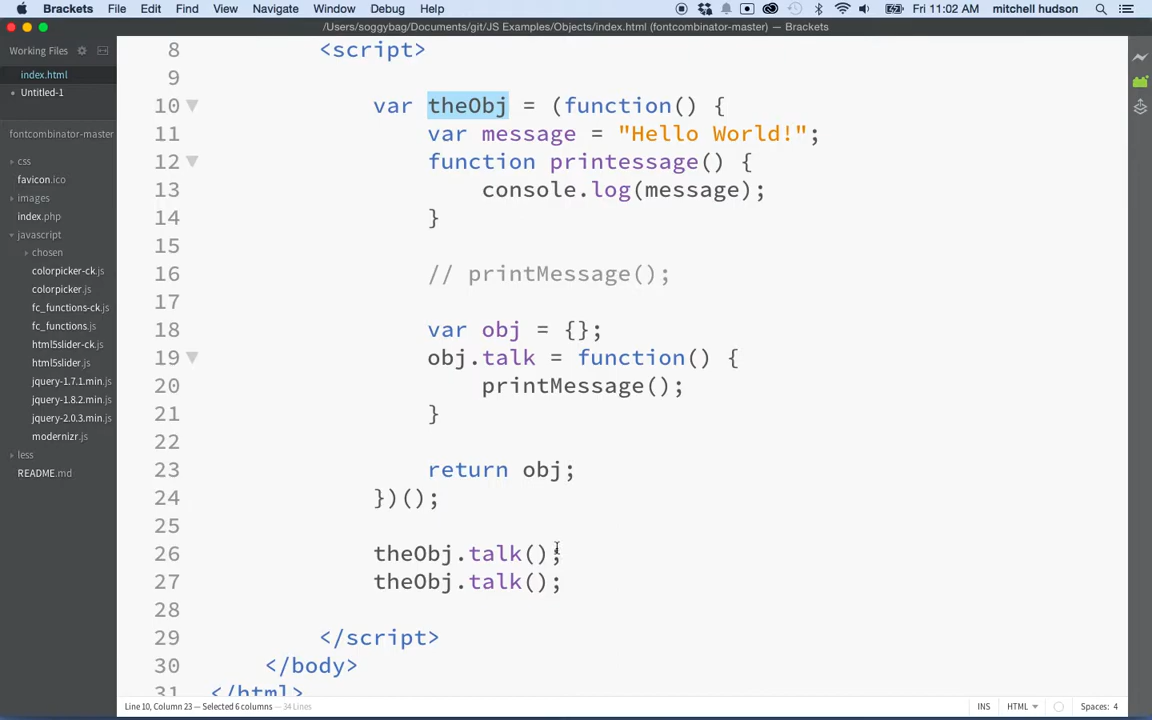 Brackets File Edit Find View Navigate Window Debug Help Fri 11:02 AM mitchell hudson
/Users/soggybag/Documents/git/JS Examples/Objects/index.html (fontcombinator-master) — Brackets
Working Files
index.html
Untitled-1
fontcombinator-master
css
favicon.ico
images
index.php
javascript
chosen
colorpicker-ck.js
colorpicker.js
fc_functions-ck.js
fc_functions.js
html5slider-ck.js
html5slider.js
jquery-1.7.1.min.js
jquery-1.8.2.min.js
jquery-2.0.3.min.js
modernizr.js
less
README.md
8 <script>
9
10 var theObj = (function() {
11 var message = "Hello World!";
12 function printessage() {
13 console.log(message);
14 }
15
16 // printMessage();
17
18 var obj = {};
19 obj.talk = function() {
20 printMessage();
21 }
22
23 return obj;
24 })();
25
26 theObj.talk();
27 theObj.talk();
28
29 </script>
30 </body>
31 </html>
Line 10, Column 23 — Selected 6 columns — 34 Lines INS HTML Spaces: 4